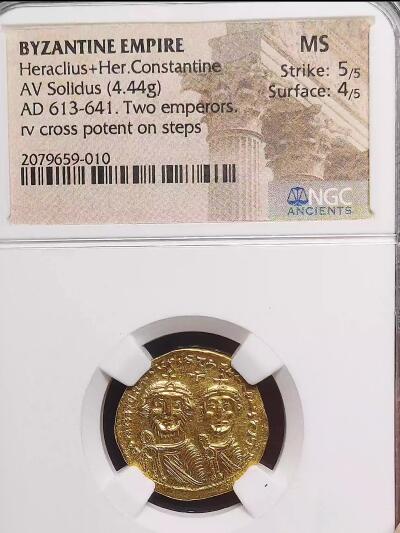 BYZANTINE EMPIRE
MS
Heraclius+Her.Constantine
Strike: 5/5
AV Solidus (4.44g)
Surface: 4/5
AD 613-641. Two emperors.
rv cross potent on steps
2079659-010
NGC
ANCIENTS